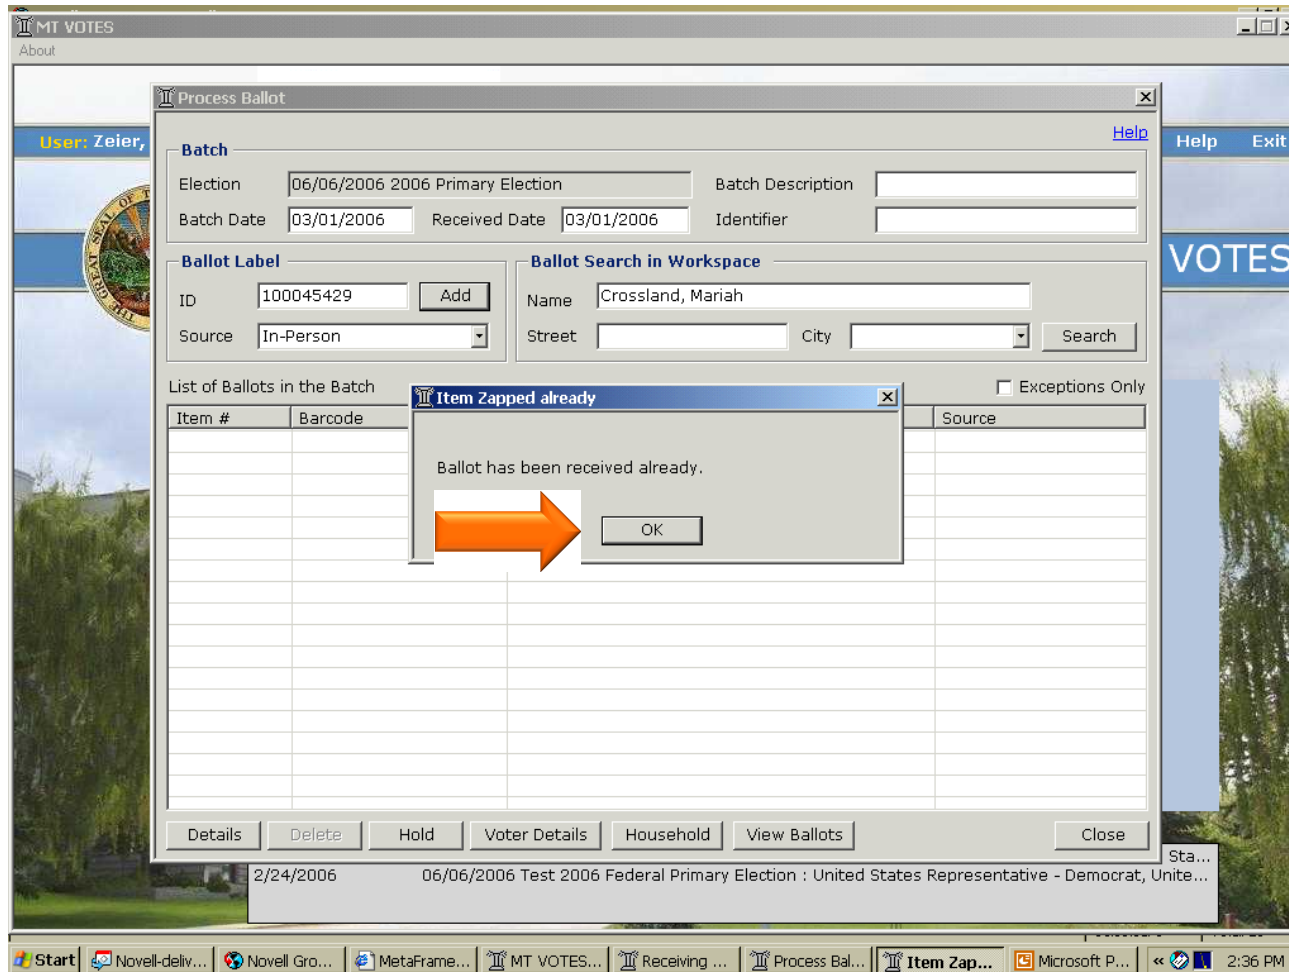 MT VOTES
About
Process Ballot
Help
User: Zeier,
Help Exit
Batch
Election 06/06/2006 2006 Primary Election Batch Description
Batch Date 03/01/2006 Received Date 03/01/2006 Identifier
VOTES
THE GREAT SEAL OF T
Ballot Label
ID 100045429 Add
Source In-Person
Ballot Search in Workspace
Name Crossland, Mariah
Street City Search
List of Ballots in the Batch Exceptions Only
Item # Barcode Source
Item Zapped already
Ballot has been received already.
OK
Details Delete Hold Voter Details Household View Ballots Close
Sta...
2/24/2006 06/06/2006 Test 2006 Federal Primary Election : United States Representative - Democrat, Unite...
Start Novell-deliv... Novell Gro... MetaFrame... MT VOTES... Receiving ... Process Bal... Item Zap... Microsoft P... « 2:36 PM